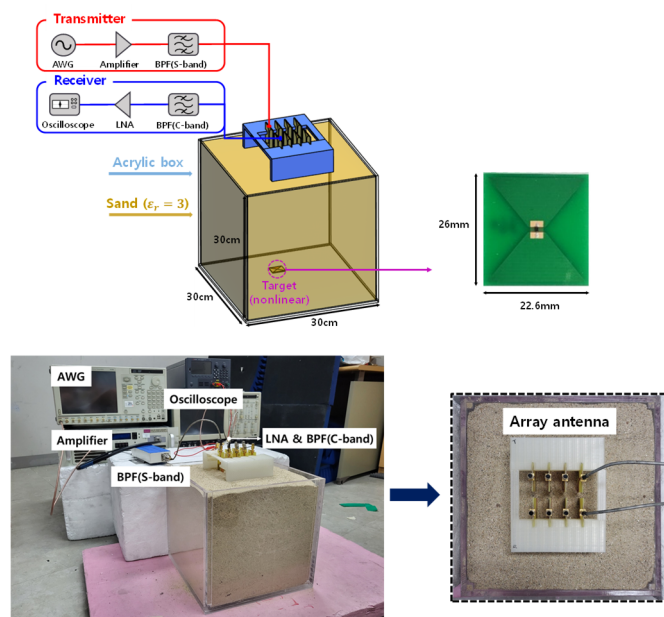 Transmitter
AWG
Amplifier
BPF(S-band)
Receiver
Oscilloscope
LNA
BPF(C-band)
Acrylic box
Sand (εr = 3)
30cm
30cm
30cm
Target
(nonlinear)
26mm
22.6mm
AWG
Oscilloscope
Amplifier
LNA & BPF(C-band)
BPF(S-band)
Array antenna